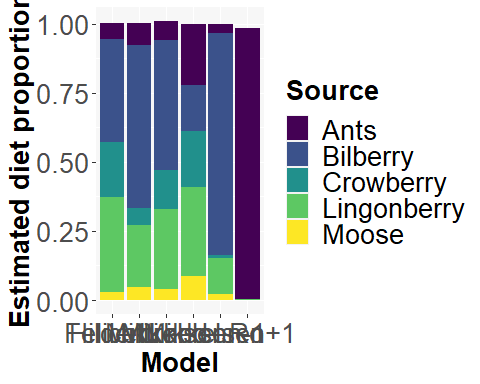 1.00
0.75
0.50
0.25
0.00
Estimated diet proportion
Model
Source
Ants
Bilberry
Crowberry
Lingonberry
Moose